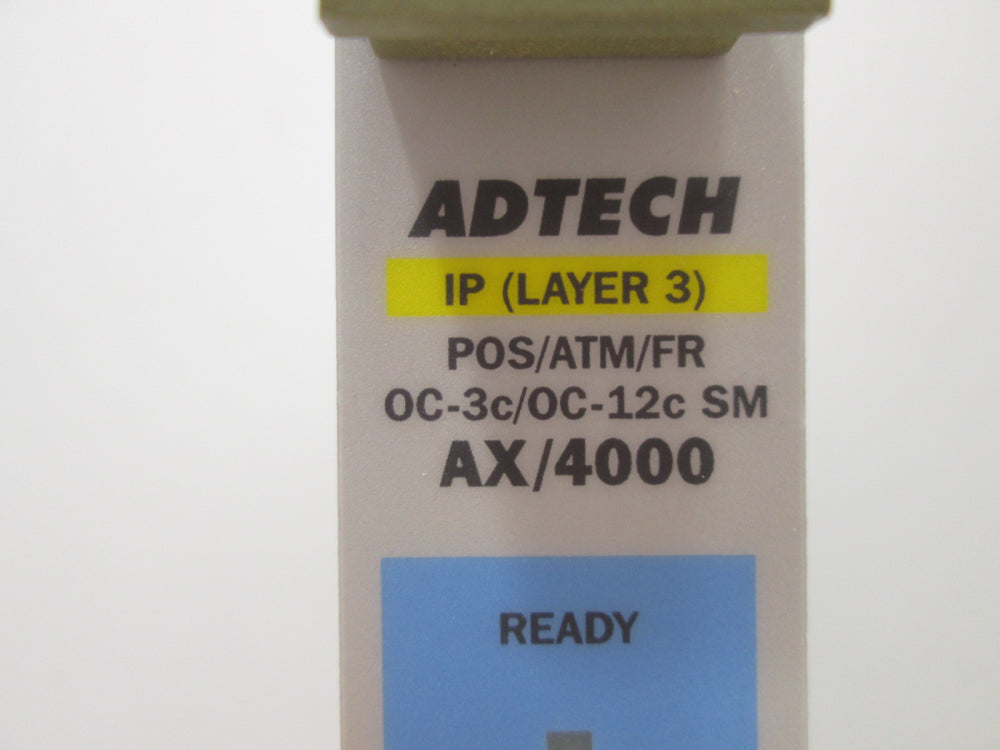 ADTECH
IP (LAYER 3)
POS/ATM/FR
OC-3c/OC-12c SM
AX/4000
READY